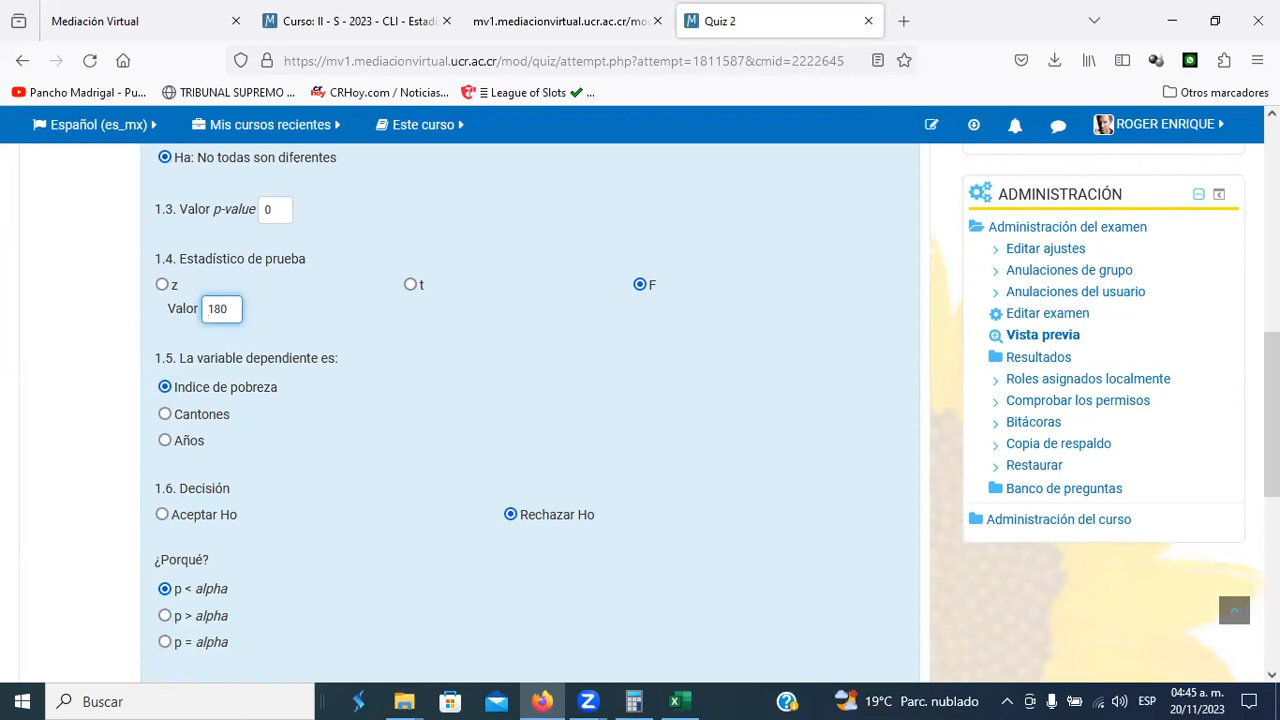 Mediación Virtual
Curso: II - S - 2023 - CLI - Estadí
mv1.mediacionvirtual.ucr.ac.cr/mo
Quiz 2
https://mv1.mediacionvirtual.ucr.ac.cr/mod/quiz/attempt.php?attempt=1811587&cmid=2222645
Pancho Madrigal - Pu...
TRIBUNAL SUPREMO ...
CRHoy.com / Noticias...
☰ League of Slots ✔ ...
Otros marcadores
Español (es_mx)
Mis cursos recientes
Este curso
ROGER ENRIQUE
Ha: No todas son diferentes
1.3. Valor p-value 0
1.4. Estadístico de prueba
z
t
F
Valor 180
1.5. La variable dependiente es:
Indice de pobreza
Cantones
Años
1.6. Decisión
Aceptar Ho
Rechazar Ho
¿Porqué?
p < alpha
p > alpha
p = alpha
ADMINISTRACIÓN
Administración del examen
Editar ajustes
Anulaciones de grupo
Anulaciones del usuario
Editar examen
Vista previa
Resultados
Roles asignados localmente
Comprobar los permisos
Bitácoras
Copia de respaldo
Restaurar
Banco de preguntas
Administración del curso
Buscar
19°C Parc. nublado
ESP
04:45 a. m.
20/11/2023